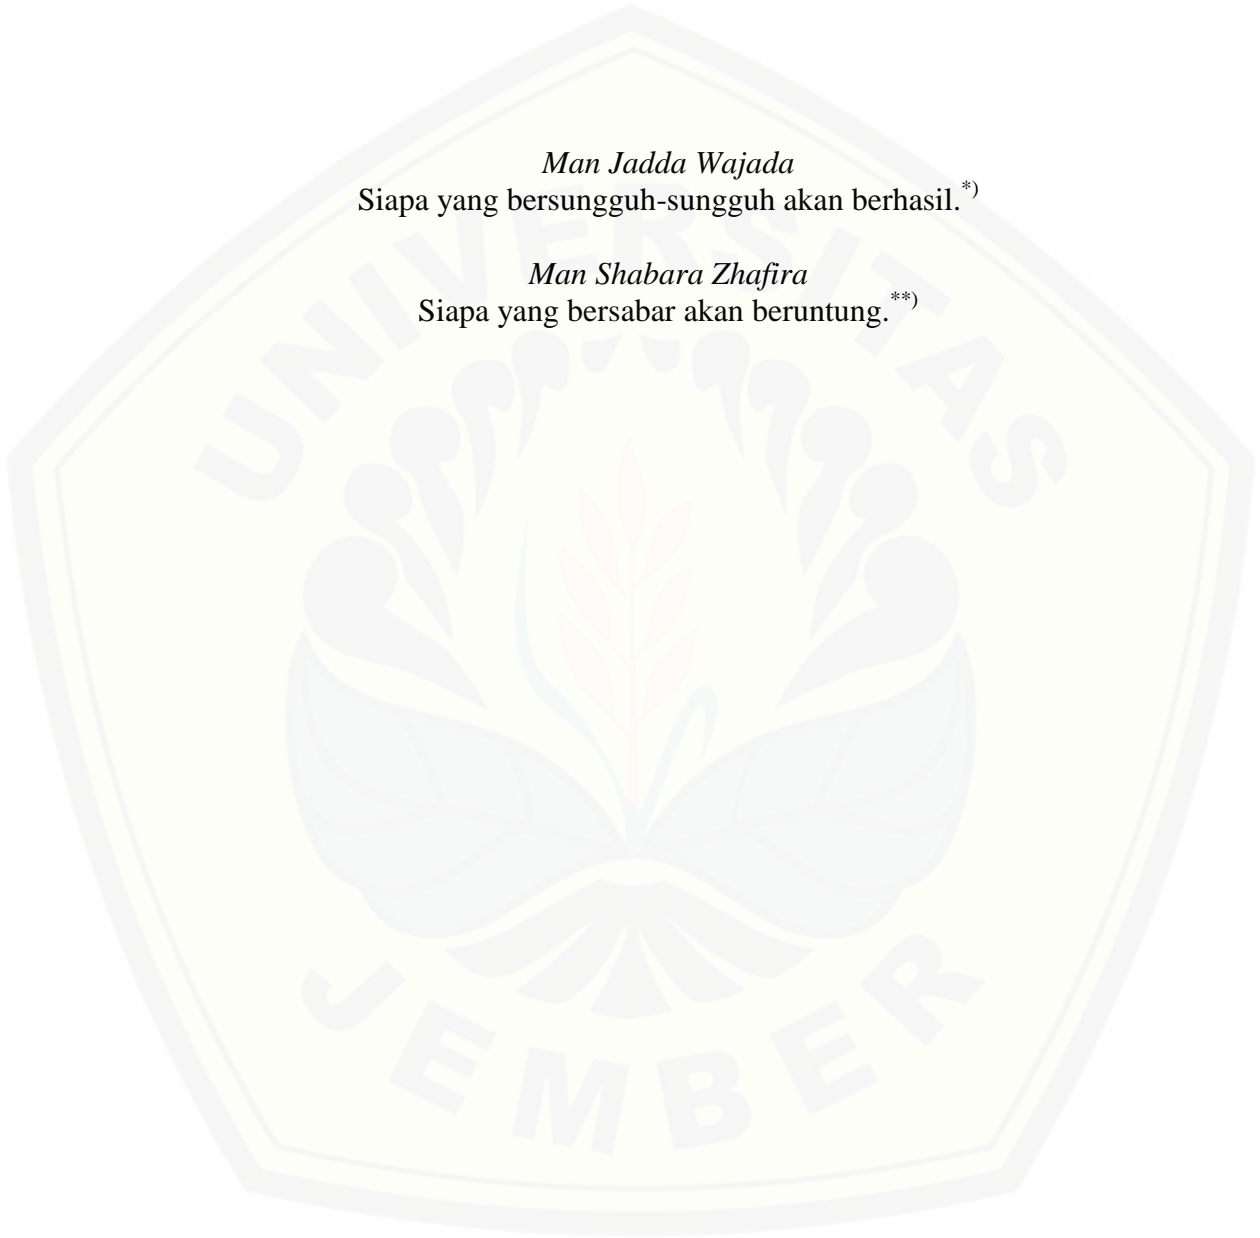 Man Jadda Wajada
Siapa yang bersungguh-sungguh akan berhasil.*)
Man Shabara Zhafira
Siapa yang bersabar akan beruntung.**)
UNIVERSITAS
JEMBER